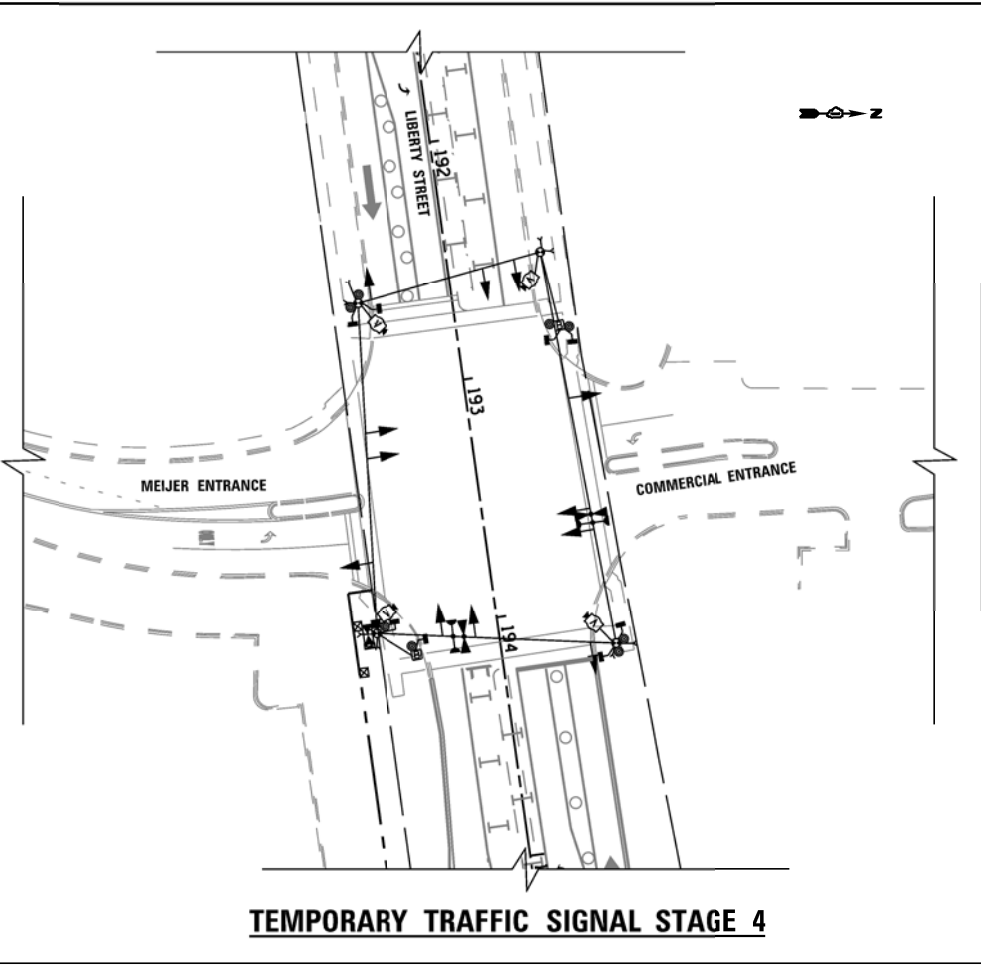 Z
LIBERTY STREET
192
193
MEIJER ENTRANCE
COMMERCIAL ENTRANCE
194
TEMPORARY TRAFFIC SIGNAL STAGE 4